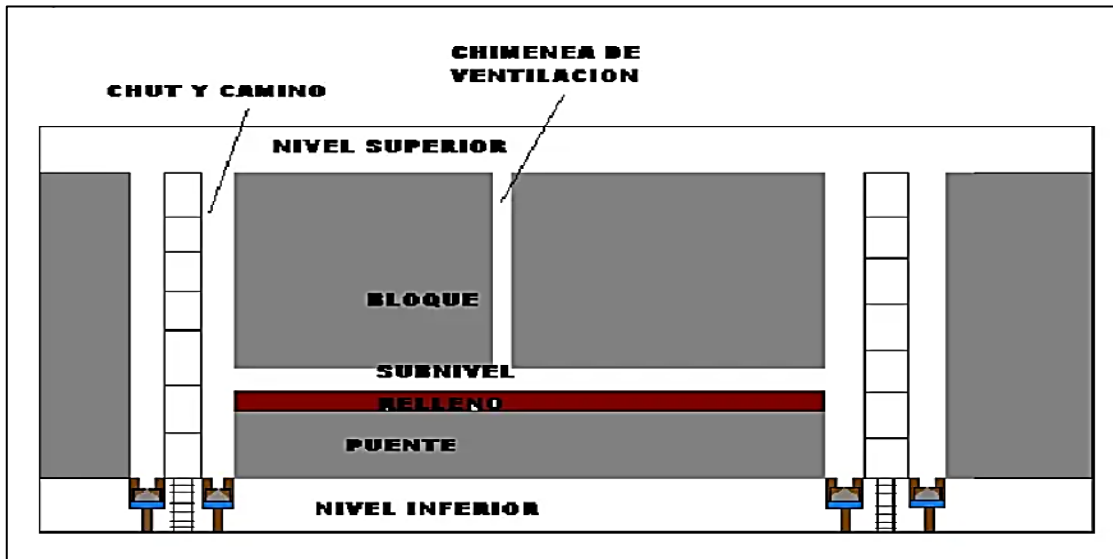 CHIMENEA DE
VENTILACION
CHUT Y CAMINO
NIVEL SUPERIOR
BLOQUE
SUBNIVEL
RELLENO
PUENTE
NIVEL INFERIOR